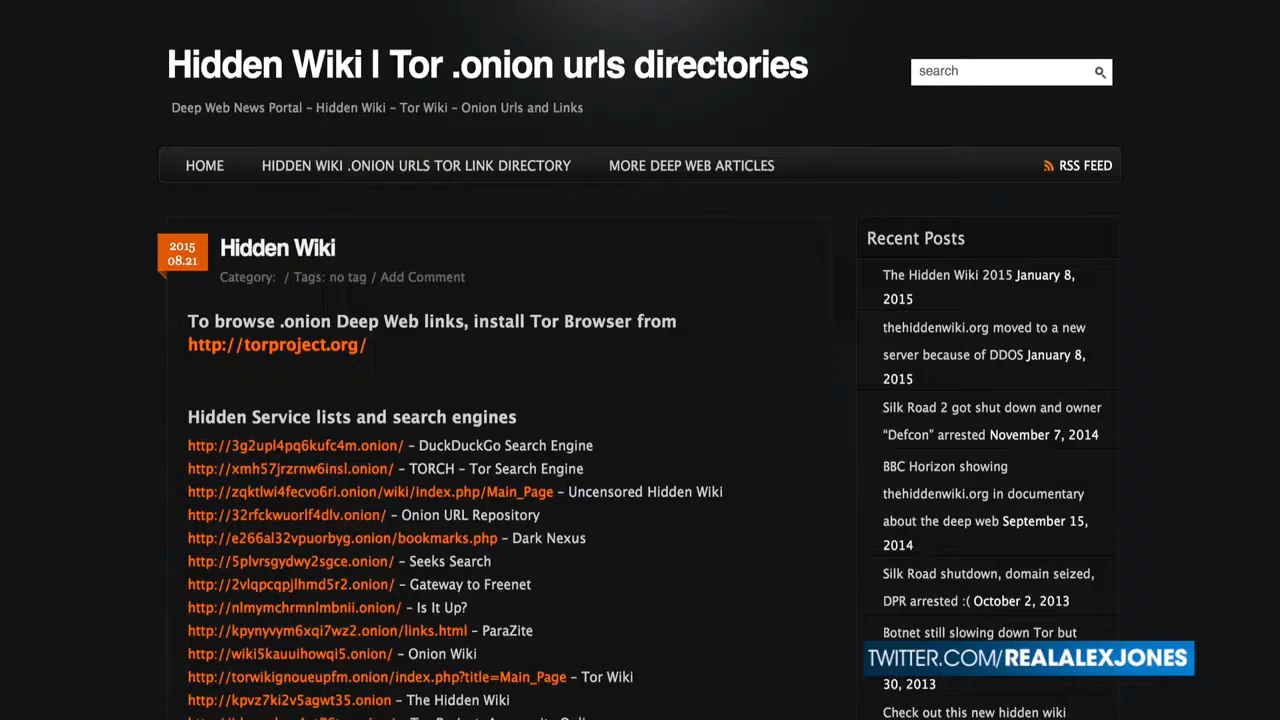 Hidden Wiki | Tor .onion urls directories
search
Deep Web News Portal – Hidden Wiki – Tor Wiki – Onion Urls and Links
HOME
HIDDEN WIKI .ONION URLS TOR LINK DIRECTORY
MORE DEEP WEB ARTICLES
RSS FEED
2015
08.21
Hidden Wiki
Category: / Tags: no tag / Add Comment
To browse .onion Deep Web links, install Tor Browser from
http://torproject.org/
Hidden Service lists and search engines
http://3g2upl4pq6kufc4m.onion/ – DuckDuckGo Search Engine
http://xmh57jrzrnw6insl.onion/ – TORCH – Tor Search Engine
http://zqktlwi4fecvo6ri.onion/wiki/index.php/Main_Page – Uncensored Hidden Wiki
http://32rfckwuorlf4dlv.onion/ – Onion URL Repository
http://e266al32vpuorbyg.onion/bookmarks.php – Dark Nexus
http://5plvrsgydwy2sgce.onion/ – Seeks Search
http://2vlqpcqpjlhmd5r2.onion/ – Gateway to Freenet
http://nlmymchrmnlmbnii.onion/ – Is It Up?
http://kpynyvym6xqi7wz2.onion/links.html – ParaZite
http://wiki5kauuihowqi5.onion/ – Onion Wiki
http://torwikignoueupfm.onion/index.php?title=Main_Page – Tor Wiki
http://kpvz7ki2v5agwt35.onion – The Hidden Wiki
Recent Posts
The Hidden Wiki 2015 January 8,
2015
thehiddenwiki.org moved to a new
server because of DDOS January 8,
2015
Silk Road 2 got shut down and owner
“Defcon” arrested November 7, 2014
BBC Horizon showing
thehiddenwiki.org in documentary
about the deep web September 15,
2014
Silk Road shutdown, domain seized,
DPR arrested :( October 2, 2013
Botnet still slowing down Tor but
TWITTER.COM/REALALEXJONES
30, 2013
Check out this new hidden wiki